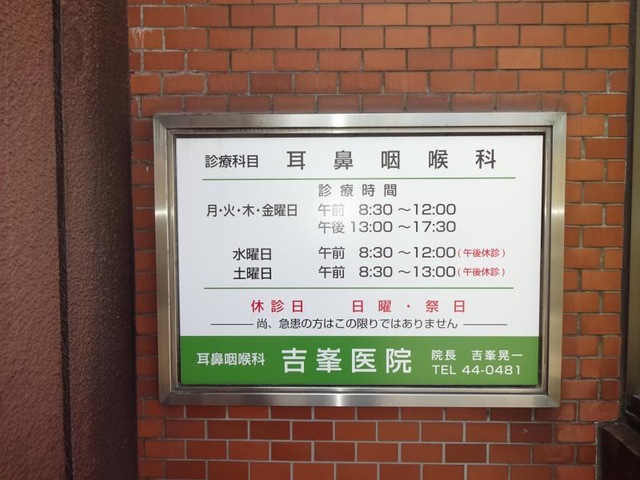 診療科目 耳鼻咽喉科
診療時間
月・火・木・金曜日 午前 8:30～12:00
午後 13:00～17:30
水曜日 午前 8:30～12:00(午後休診)
土曜日 午前 8:30～13:00(午後休診)
休診日 日曜・祭日
尚、急患の方はこの限りではありません
耳鼻咽喉科 吉峯医院 院長 吉峯晃一
TEL 44-0481